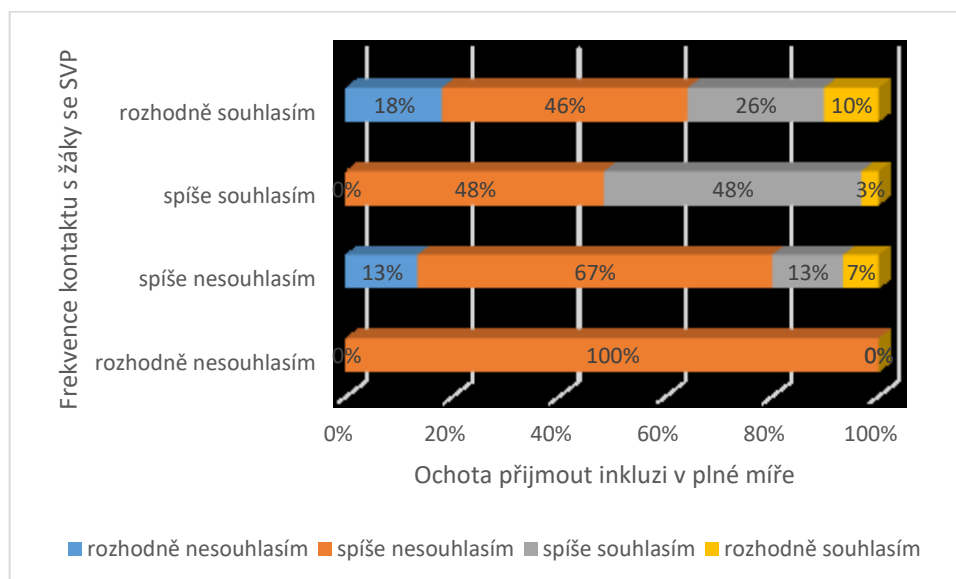 Frekvence kontaktu s žáky se SVP
rozhodně souhlasím
18% 46% 26% 10%
spíše souhlasím
0% 48% 48% 3%
spíše nesouhlasím
13% 67% 13% 7%
rozhodně nesouhlasím
0% 100% 0%
0% 20% 40% 60% 80% 100%
Ochota přijmout inkluzi v plné míře
rozhodně nesouhlasím spíše nesouhlasím spíše souhlasím rozhodně souhlasím